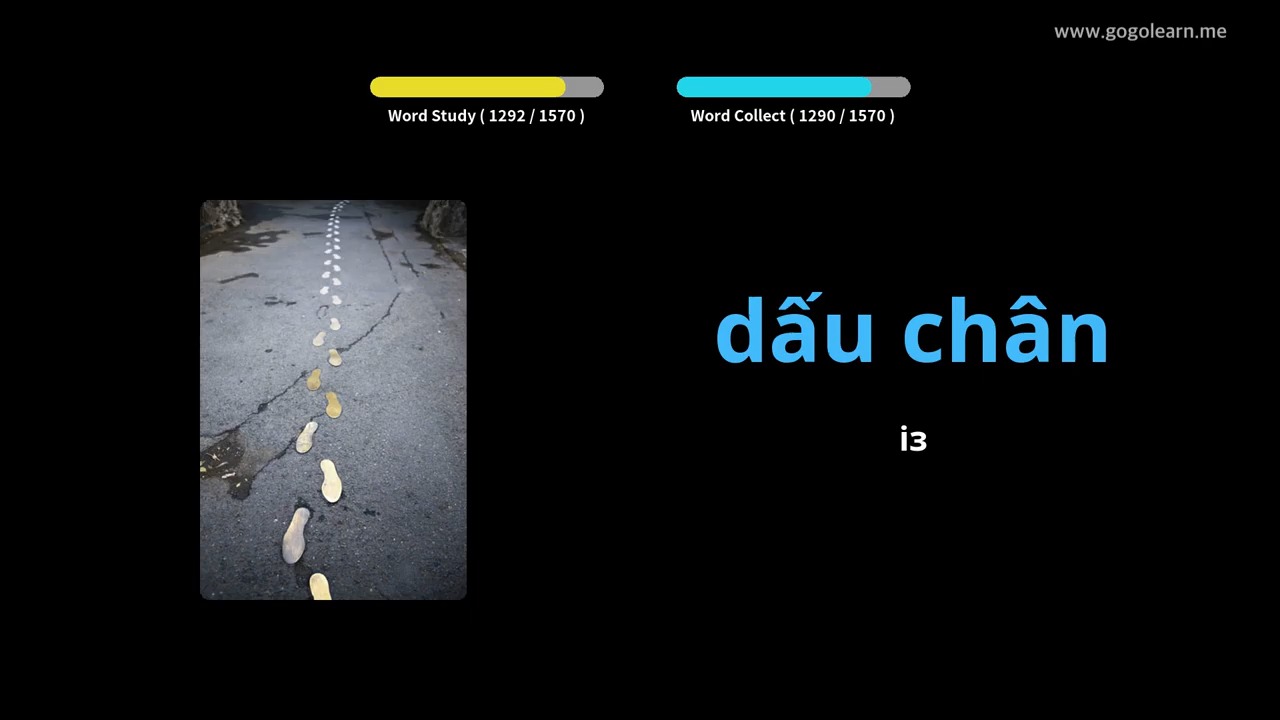 www.gogolearn.me
Word Study ( 1292 / 1570 )
Word Collect ( 1290 / 1570 )
dấu chân
iз